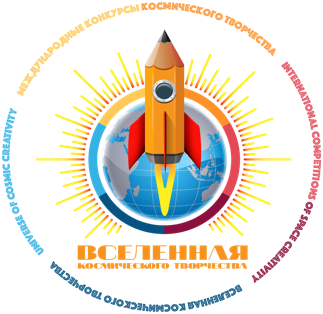 МЕЖДУНАРОДНЫЕ КОНКУРСЫ КОСМИЧЕСКОГО ТВОРЧЕСТВА
INTERNATIONAL COMPETITIONS OF SPACE CREATIVITY
ВСЕЛЕННАЯ КОСМИЧЕСКОГО ТВОРЧЕСТВА
UNIVERSE OF COSMIC CREATIVITY
ВСЕЛЕННАЯ
КОСМИЧЕСКОГО ТВОРЧЕСТВА